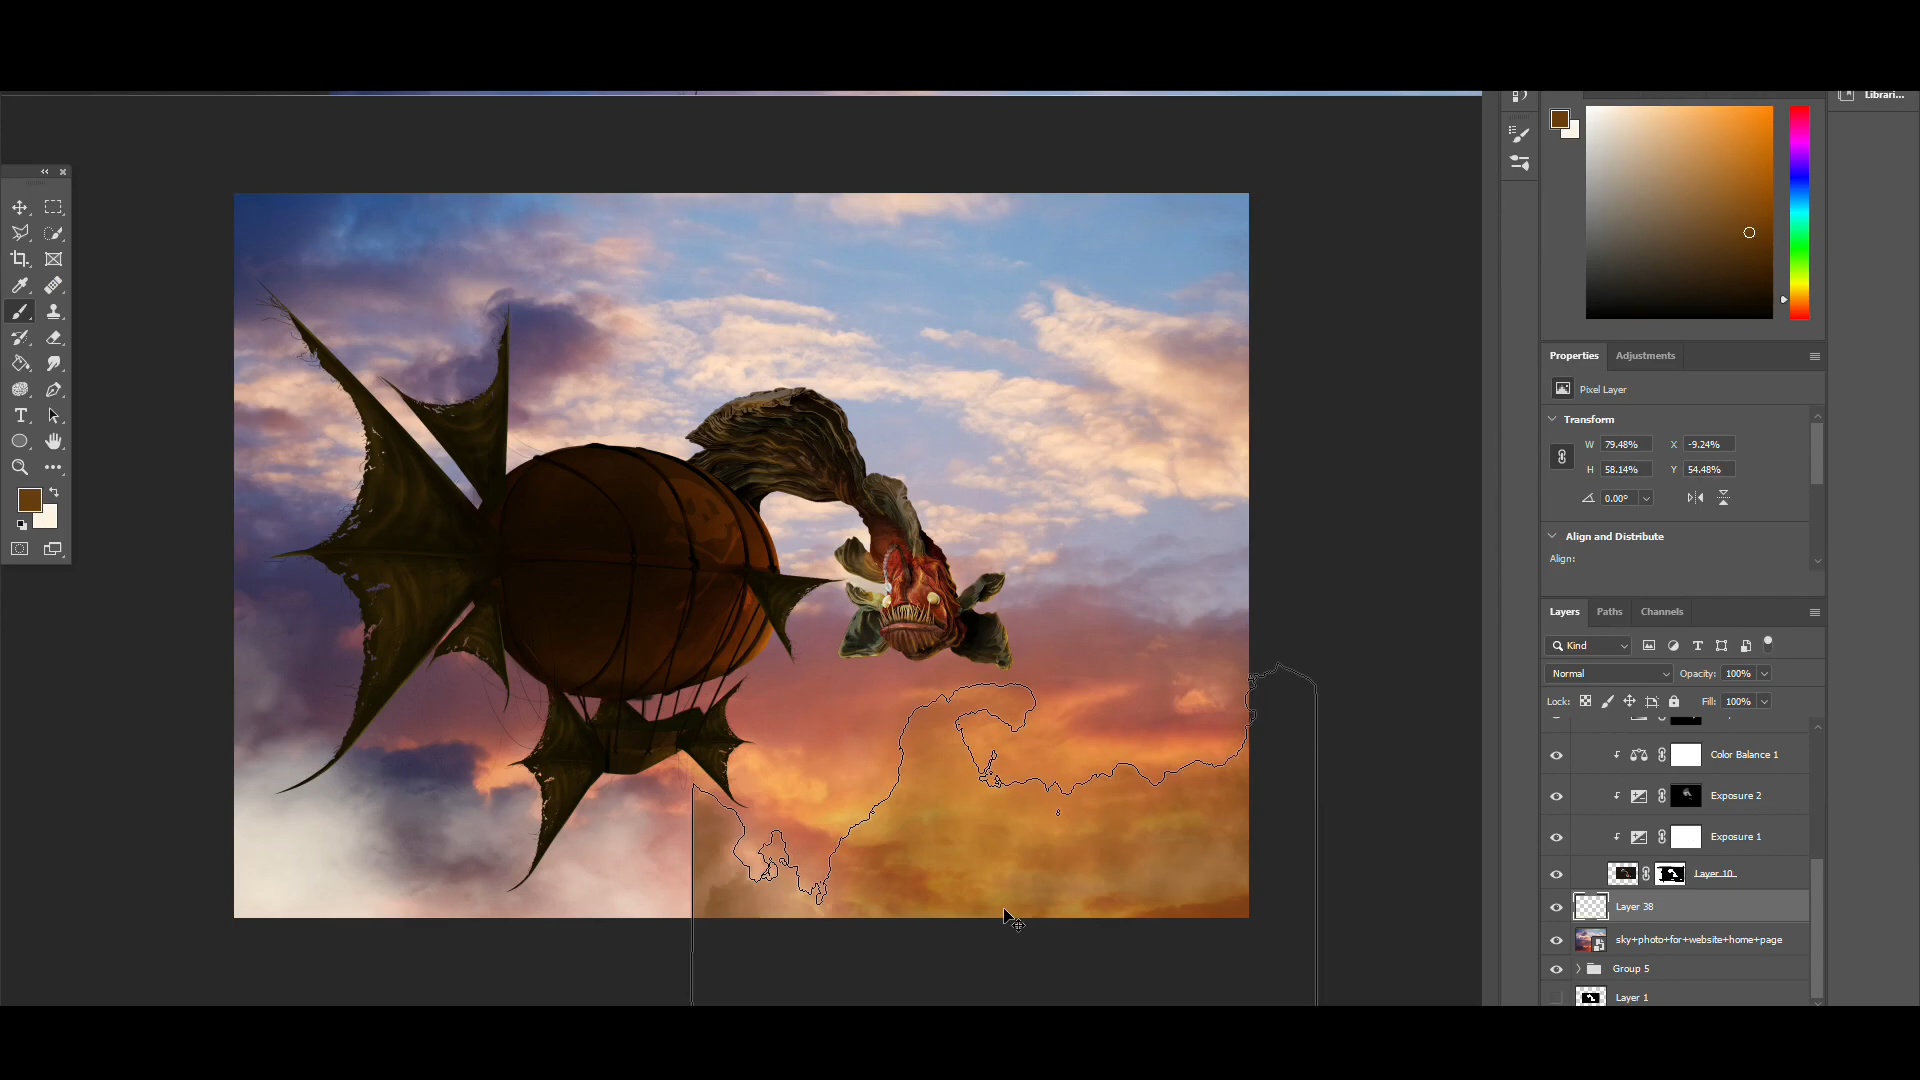 Librari...
Properties
Adjustments
Pixel Layer
Transform
W 79.48% X -9.24%
H 58.14% Y 54.48%
0.00°
Align and Distribute
Align:
Layers Paths Channels
Kind
Normal Opacity: 100%
Lock: Fill: 100%
Color Balance 1
Exposure 2
Exposure 1
Layer 10
Layer 38
sky+photo+for+website+home+page
Group 5
Layer 1